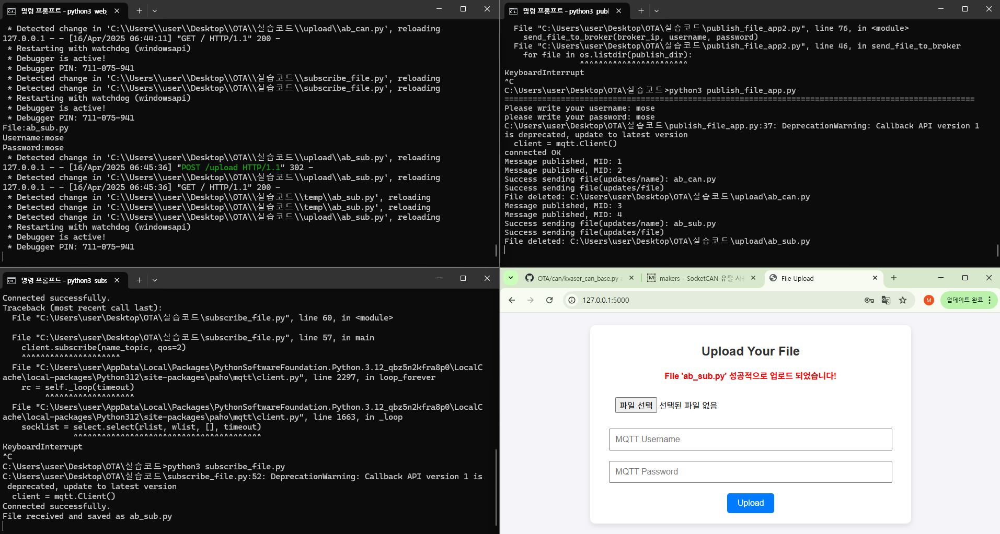 명령 프롬프트 - python3 web
* Detected change in 'C:\\Users\\user\\Desktop\\OTA\\실습코드\\upload\\ab_can.py', reloading
127.0.0.1 - - [16/Apr/2025 06:44:11] "GET / HTTP/1.1" 200 -
* Restarting with watchdog (windowsapi)
* Debugger is active!
* Debugger PIN: 711-075-941
* Detected change in 'C:\\Users\\user\\Desktop\\OTA\\실습코드\\subscribe_file.py', reloading
* Detected change in 'C:\\Users\\user\\Desktop\\OTA\\실습코드\\subscribe_file.py', reloading
* Restarting with watchdog (windowsapi)
* Debugger is active!
* Debugger PIN: 711-075-941
File:ab_sub.py
Username:mose
Password:mose
* Detected change in 'C:\\Users\\user\\Desktop\\OTA\\실습코드\\upload\\ab_sub.py', reloading
127.0.0.1 - - [16/Apr/2025 06:45:36] "POST /upload HTTP/1.1" 302 -
* Detected change in 'C:\\Users\\user\\Desktop\\OTA\\실습코드\\upload\\ab_sub.py', reloading
127.0.0.1 - - [16/Apr/2025 06:45:36] "GET / HTTP/1.1" 200 -
* Detected change in 'C:\\Users\\user\\Desktop\\OTA\\실습코드\\temp\\ab_sub.py', reloading
* Detected change in 'C:\\Users\\user\\Desktop\\OTA\\실습코드\\temp\\ab_sub.py', reloading
* Detected change in 'C:\\Users\\user\\Desktop\\OTA\\실습코드\\upload\\ab_sub.py', reloading
* Restarting with watchdog (windowsapi)
* Debugger is active!
* Debugger PIN: 711-075-941
명령 프롬프트 - python3 publ
File "C:\Users\user\Desktop\OTA\실습코드\publish_file_app2.py", line 76, in <module>
send_file_to_broker(broker_ip, username, password)
File "C:\Users\user\Desktop\OTA\실습코드\publish_file_app2.py", line 46, in send_file_to_broker
for file in os.listdir(publish_dir):
^^^^^^^^^^^^^^^^^^^^^^^
KeyboardInterrupt
^C
C:\Users\user\Desktop\OTA\실습코드>python3 publish_file_app.py
====================================================================================================
Please write your username: mose
please write your password: mose
C:\Users\user\Desktop\OTA\실습코드\publish_file_app.py:37: DeprecationWarning: Callback API version 1
is deprecated, update to latest version
client = mqtt.Client()
connected OK
Message published, MID: 1
Message published, MID: 2
Success sending file(updates/name): ab_can.py
Success sending file(updates/file)
File deleted: C:\Users\user\Desktop\OTA\실습코드\upload\ab_can.py
Message published, MID: 3
Message published, MID: 4
Success sending file(updates/name): ab_sub.py
Success sending file(updates/file)
File deleted: C:\Users\user\Desktop\OTA\실습코드\upload\ab_sub.py
명령 프롬프트 - python3 subs
Connected successfully.
Traceback (most recent call last):
File "C:\Users\user\Desktop\OTA\실습코드\subscribe_file.py", line 60, in <module>
File "C:\Users\user\Desktop\OTA\실습코드\subscribe_file.py", line 57, in main
client.subscribe(name_topic, qos=2)
^^^^^^^^^^^^^^^^^^^^^
File "C:\Users\user\AppData\Local\Packages\PythonSoftwareFoundation.Python.3.12_qbz5n2kfra8p0\LocalC
ache\local-packages\Python312\site-packages\paho\mqtt\client.py", line 2297, in loop_forever
rc = self._loop(timeout)
^^^^^^^^^^^^^^^^^^^
File "C:\Users\user\AppData\Local\Packages\PythonSoftwareFoundation.Python.3.12_qbz5n2kfra8p0\LocalC
ache\local-packages\Python312\site-packages\paho\mqtt\client.py", line 1663, in _loop
socklist = select.select(rlist, wlist, [], timeout)
^^^^^^^^^^^^^^^^^^^^^^^^^^^^^^^^^^^^^^^^
KeyboardInterrupt
^C
C:\Users\user\Desktop\OTA\실습코드>python3 subscribe_file.py
C:\Users\user\Desktop\OTA\실습코드\subscribe_file.py:52: DeprecationWarning: Callback API version 1 is
deprecated, update to latest version
client = mqtt.Client()
Connected successfully.
File received and saved as ab_sub.py
OTA/can/kvaser_can_base.py
makers - SocketCAN 유틸
File Upload
127.0.0.1:5000
M
업데이트 완료
Upload Your File
File 'ab_sub.py' 성공적으로 업로드 되었습니다!
파일 선택 선택된 파일 없음
MQTT Username
MQTT Password
Upload